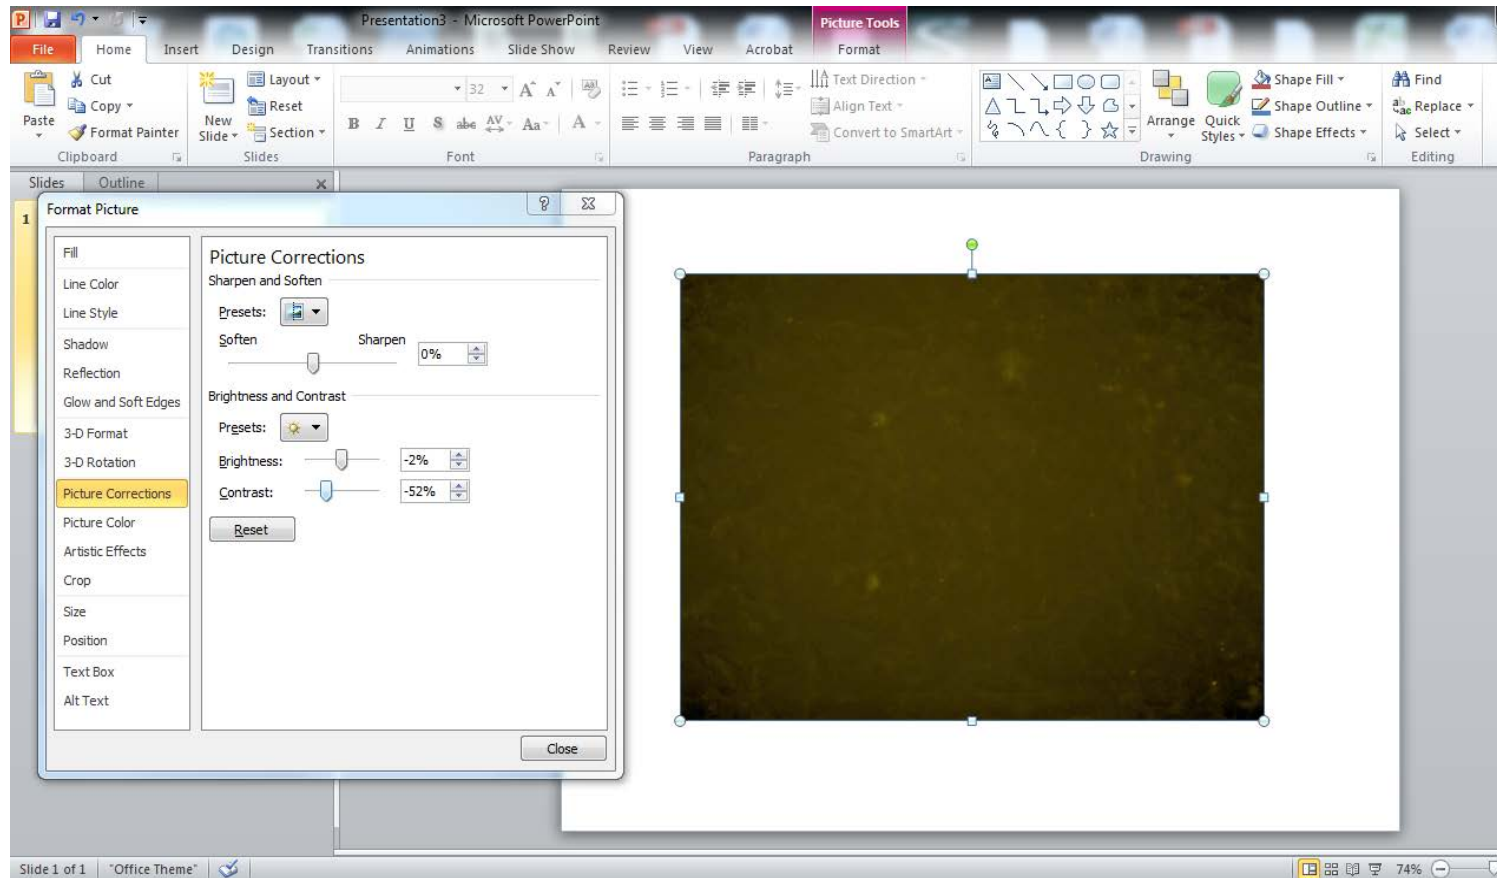 Presentation3 - Microsoft PowerPoint
Picture Tools
File Home Insert Design Transitions Animations Slide Show Review View Acrobat Format
Paste
Cut
Copy
Format Painter
Clipboard
New Slide
Layout
Reset
Section
Slides
32
B I U S abc AV Aa A
Font
Text Direction
Align Text
Convert to SmartArt
Paragraph
Arrange
Quick Styles
Shape Fill
Shape Outline
Shape Effects
Drawing
Find
Replace
Select
Editing
Slides Outline
1
Format Picture
Fill
Line Color
Line Style
Shadow
Reflection
Glow and Soft Edges
3-D Format
3-D Rotation
Picture Corrections
Picture Color
Artistic Effects
Crop
Size
Position
Text Box
Alt Text
Picture Corrections
Sharpen and Soften
Presets:
Soften Sharpen 0%
Brightness and Contrast
Presets:
Brightness: -2%
Contrast: -52%
Reset
Close
Slide 1 of 1 "Office Theme" 74%